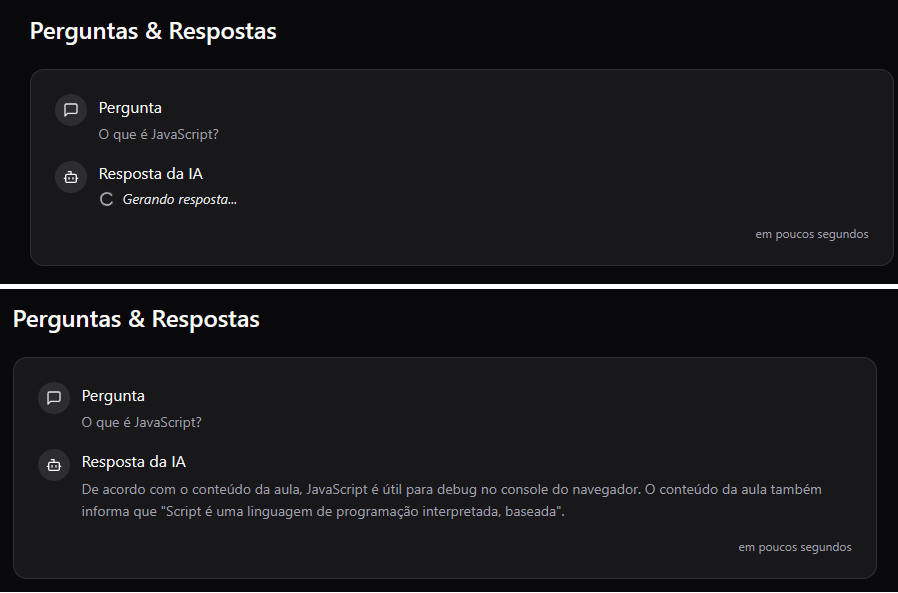 Perguntas & Respostas
Pergunta
O que é JavaScript?
Resposta da IA
Gerando resposta...
em poucos segundos
Perguntas & Respostas
Pergunta
O que é JavaScript?
Resposta da IA
De acordo com o conteúdo da aula, JavaScript é útil para debug no console do navegador. O conteúdo da aula também
informa que "Script é uma linguagem de programação interpretada, baseada".
em poucos segundos